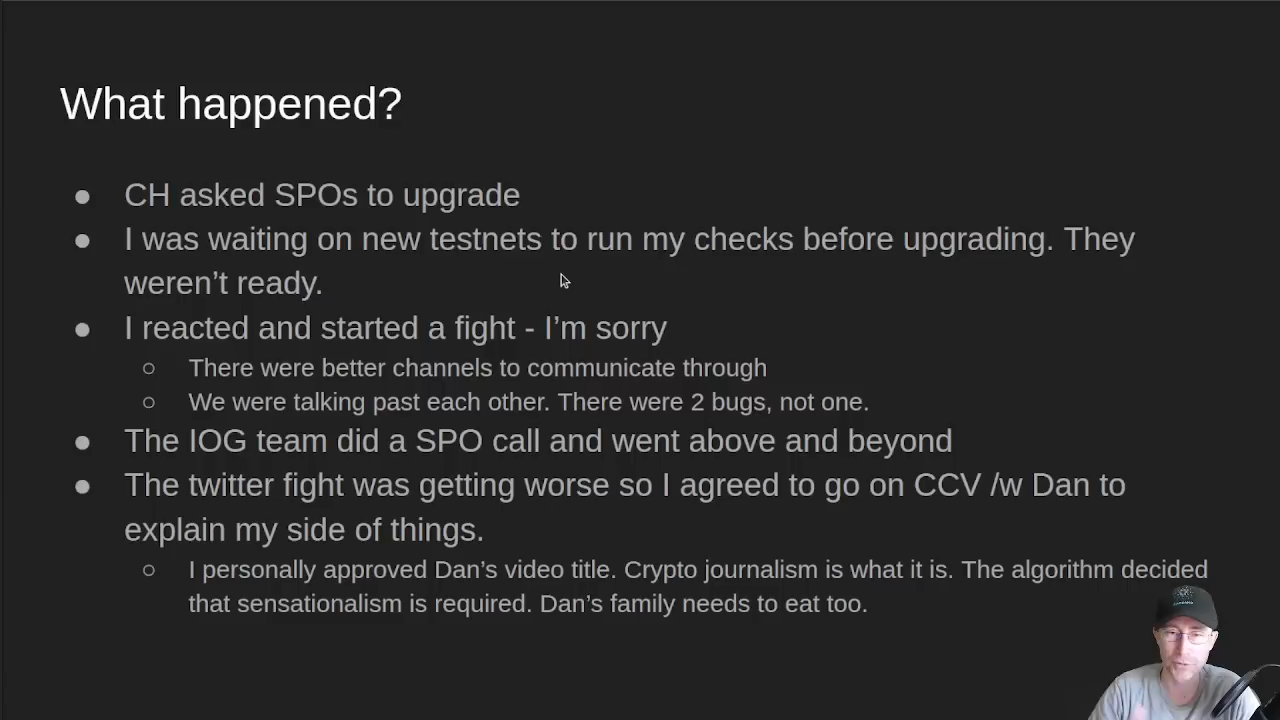 What happened?
● CH asked SPOs to upgrade
● I was waiting on new testnets to run my checks before upgrading. They
weren’t ready.
● I reacted and started a fight - I’m sorry
○ There were better channels to communicate through
○ We were talking past each other. There were 2 bugs, not one.
● The IOG team did a SPO call and went above and beyond
● The twitter fight was getting worse so I agreed to go on CCV /w Dan to
explain my side of things.
○ I personally approved Dan’s video title. Crypto journalism is what it is. The algorithm decided
that sensationalism is required. Dan’s family needs to eat too.